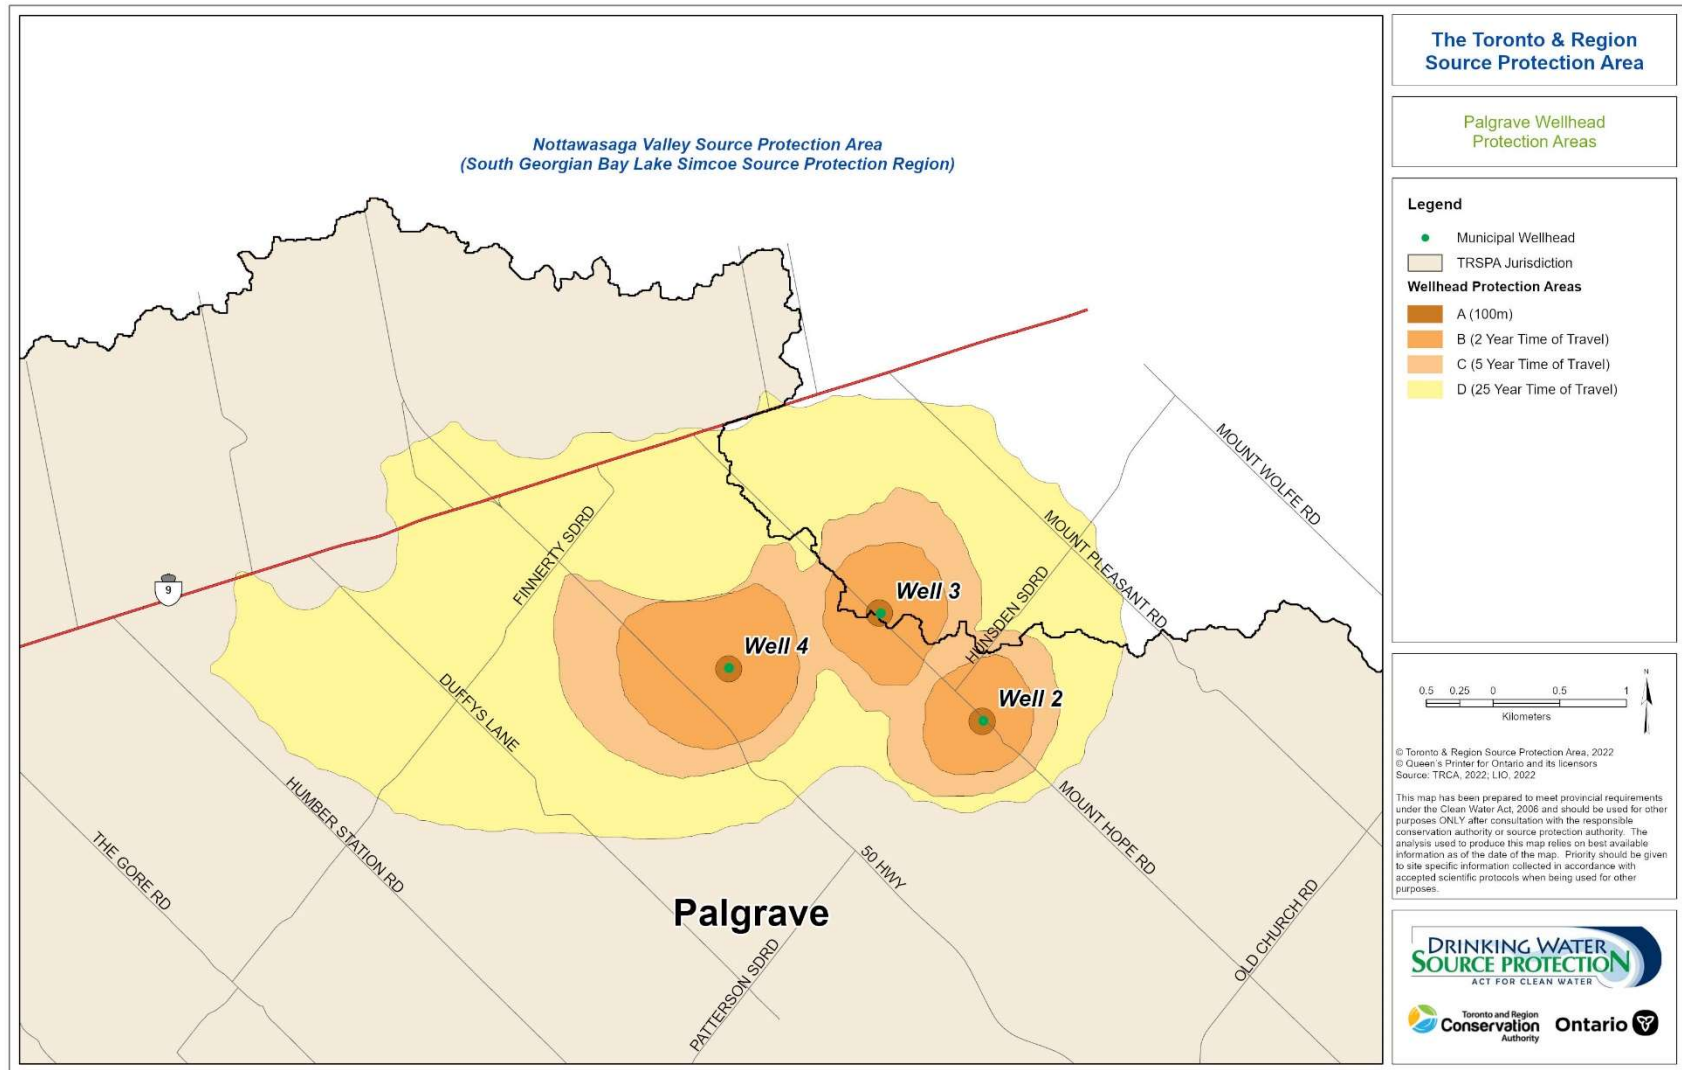 The Toronto & Region
Source Protection Area
Palgrave Wellhead
Protection Areas
Nottawasaga Valley Source Protection Area
(South Georgian Bay Lake Simcoe Source Protection Region)
Legend
Municipal Wellhead
TRSPA Jurisdiction
Wellhead Protection Areas
A (100m)
B (2 Year Time of Travel)
C (5 Year Time of Travel)
D (25 Year Time of Travel)
MOUNT WOLFE RD
MOUNT PLEASANT RD
FINNERTY SDRD
HUNSDEN SDRD
9
Well 3
Well 4
Well 2
DUFFYS LANE
HUMBER STATION RD
THE GORE RD
MOUNT HOPE RD
50 HWY
Palgrave
PATTERSON SDRD
OLD CHURCH RD
0.5 0.25 0 0.5 1
Kilometers
N
© Toronto & Region Source Protection Area, 2022
© Queen's Printer for Ontario and its licensors
Source: TRCA, 2022; LIO, 2022
This map has been prepared to meet provincial requirements
under the Clean Water Act, 2006 and should be used for other
purposes ONLY after consultation with the responsible
conservation authority or source protection authority. The
analysis used to produce this map relies on best available
information as of the date of the map. Priority should be given
to site specific information collected in accordance with
accepted scientific protocols when being used for other
purposes.
DRINKING WATER
SOURCE PROTECTION
ACT FOR CLEAN WATER
Toronto and Region
Conservation
Authority
Ontario